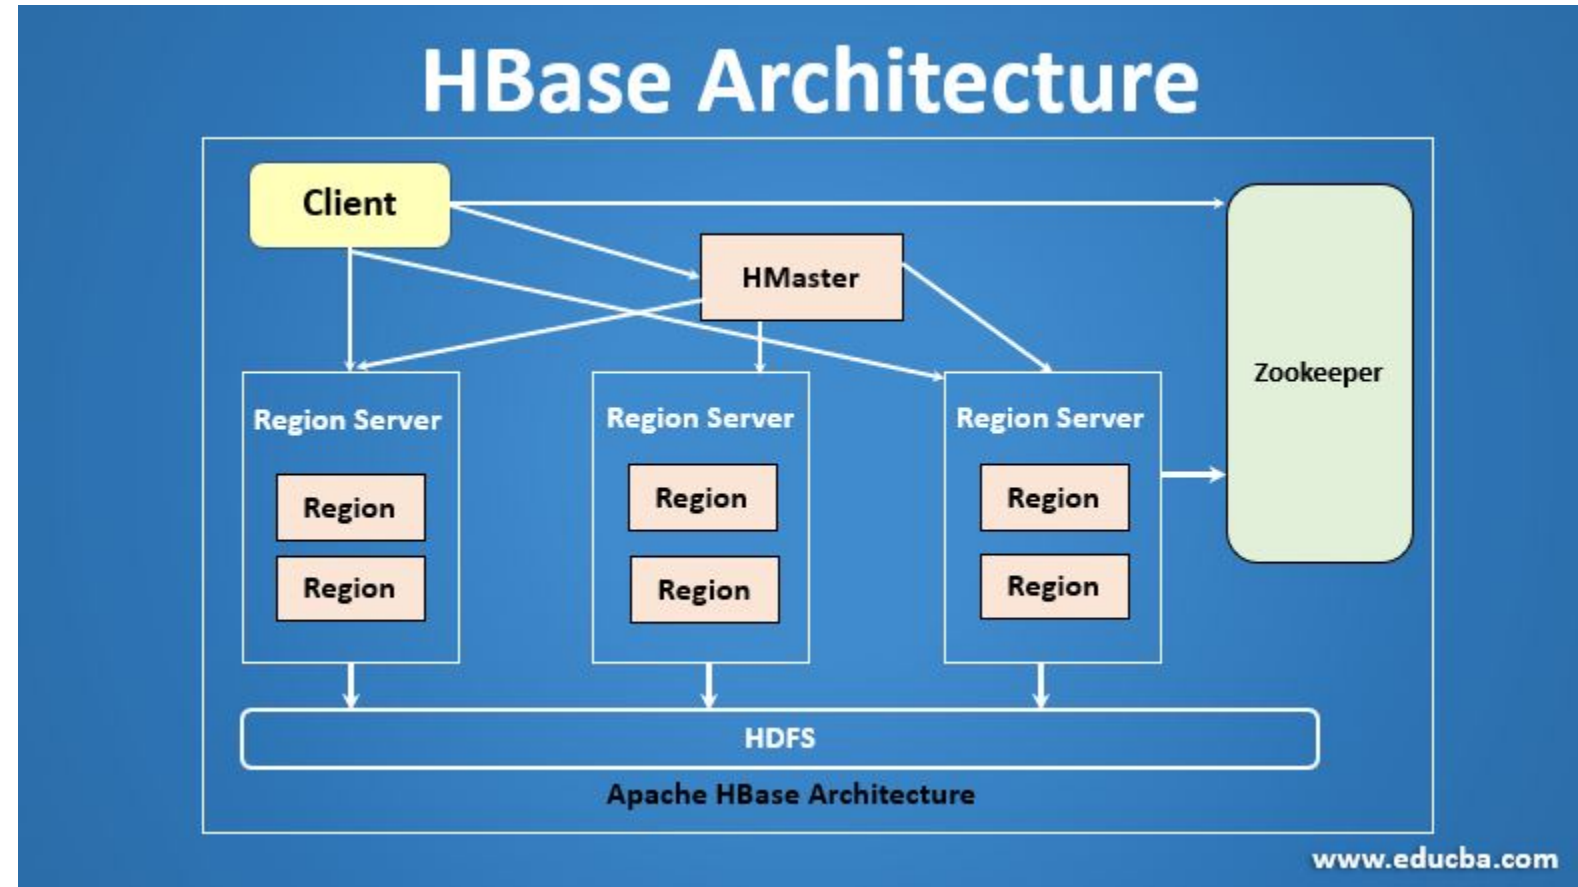 HBase Architecture
Client
HMaster
Zookeeper
Region Server
Region
Region
Region Server
Region
Region
Region Server
Region
Region
HDFS
Apache HBase Architecture
www.educba.com